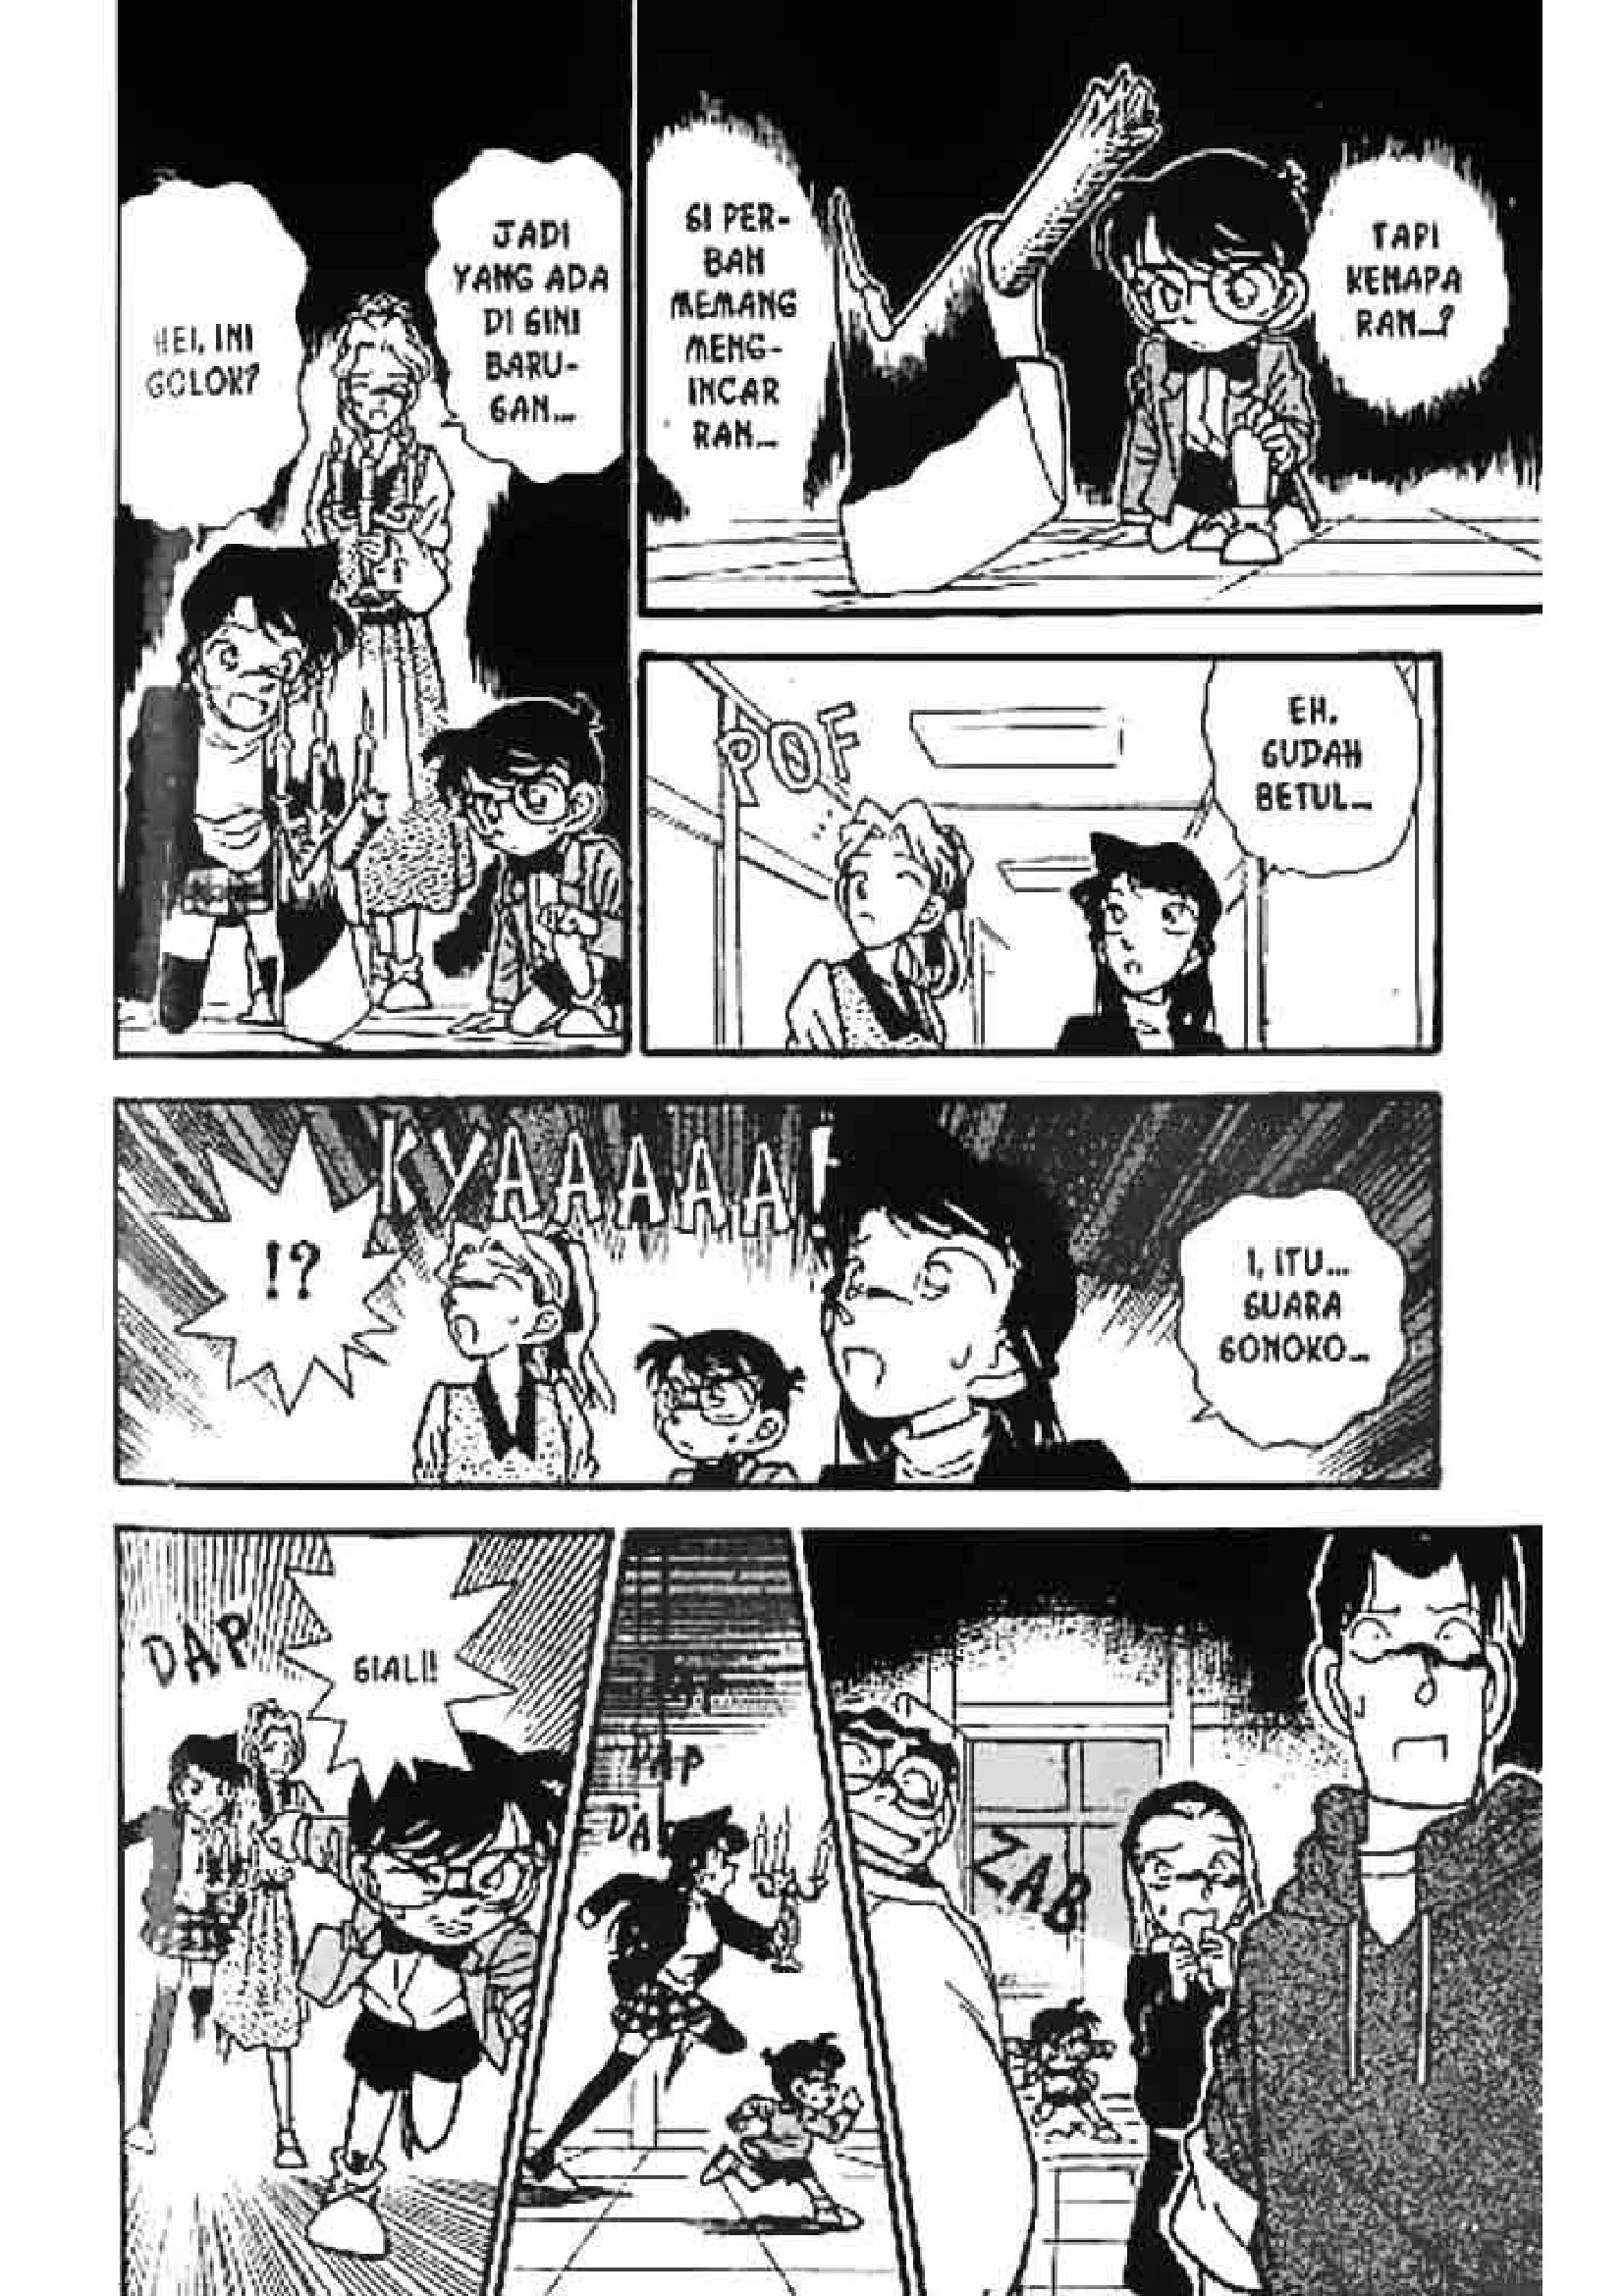 TAPI
KENAPA
RAN...?
SI PER-
BAN
MEMANG
MENG-
INCAR
RAN...
JADI
YANG ADA
DI SINI
BARU-
SAN...
HEI, INI
GOLOK?
EH,
SUDAH
BETUL...
POF
I, ITU...
SUARA
SONOKO...
KYAAAAA!
!?
ZAB
DAP
DAP
SIAL!!
DAP